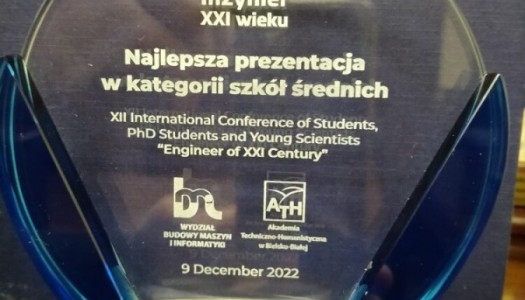 Inżynier
XXI wieku
Najlepsza prezentacja
w kategorii szkół średnich
XII International Conference of Students,
PhD Students and Young Scientists
“Engineer of XXI Century”
WYDZIAŁ
BUDOWY MASZYN
I INFORMATYKI
ATH
Akademia
Techniczno-Humanistyczna
w Bielsku-Białej
9 December 2022